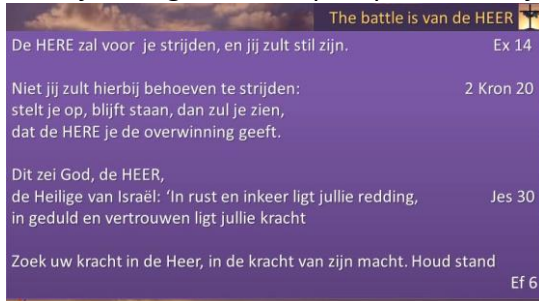 The battle is van de HEER
De HERE zal voor je strijden, en jij zult stil zijn. Ex 14
Niet jij zult hierbij behoeven te strijden: 2 Kron 20
stelt je op, blijft staan, dan zul je zien,
dat de HERE je de overwinning geeft.
Dit zei God, de HEER,
de Heilige van Israël: ‘In rust en inkeer ligt jullie redding, Jes 30
in geduld en vertrouwen ligt jullie kracht
Zoek uw kracht in de Heer, in de kracht van zijn macht. Houd stand
Ef 6